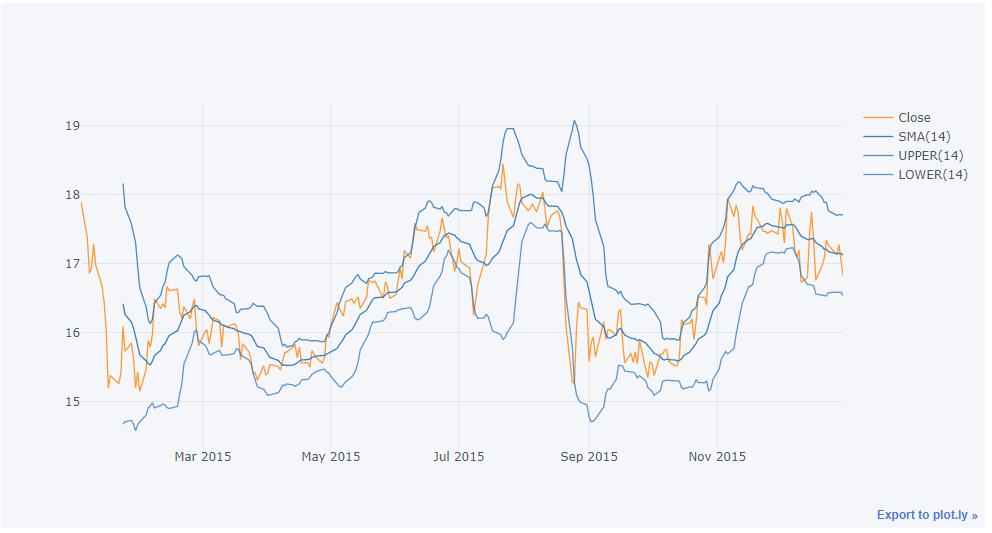 19
18
17
16
15
Mar 2015
May 2015
Jul 2015
Sep 2015
Nov 2015
Close
SMA(14)
UPPER(14)
LOWER(14)
Export to plot.ly »